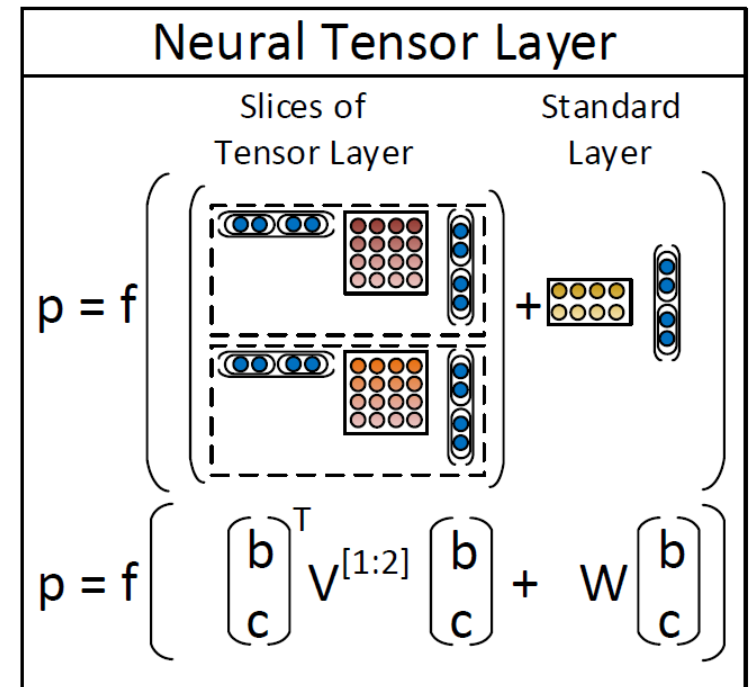 Neural Tensor Layer
Slices of Standard
Tensor Layer Layer
p = f +
p = f ( [b c]^T V^[1:2] [b c] + W [b c] )